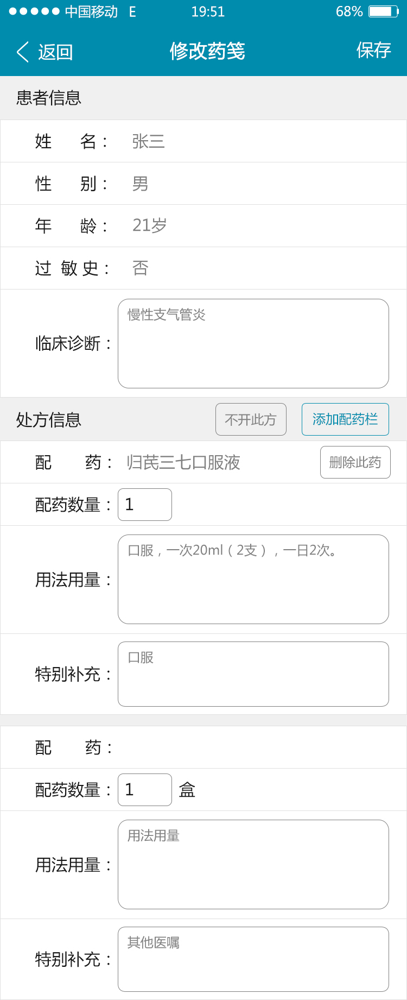 中国移动 E 19:51 68%
返回 修改药笺 保存
患者信息
姓 名： 张三
性 别： 男
年 龄： 21岁
过 敏 史： 否
临床诊断： 慢性支气管炎
处方信息 不开此方 添加配药栏
配 药： 归芪三七口服液 删除此药
配药数量： 1
用法用量： 口服，一次20ml（2支），一日2次。
特别补充： 口服
配 药：
配药数量： 1 盒
用法用量： 用法用量
特别补充： 其他医嘱